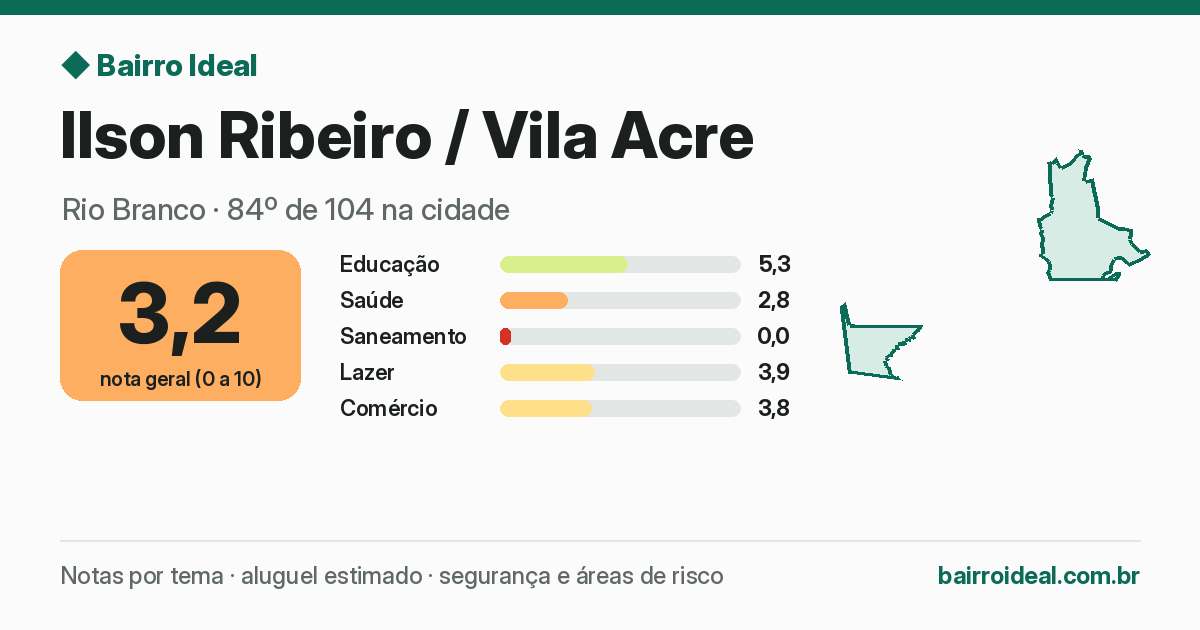 Bairro Ideal
Ilson Ribeiro / Vila Acre
Rio Branco · 84º de 104 na cidade
3,2
nota geral (0 a 10)
Educação 5,3
Saúde 2,8
Saneamento 0,0
Lazer 3,9
Comércio 3,8
Notas por tema · aluguel estimado · segurança e áreas de risco
bairroideal.com.br